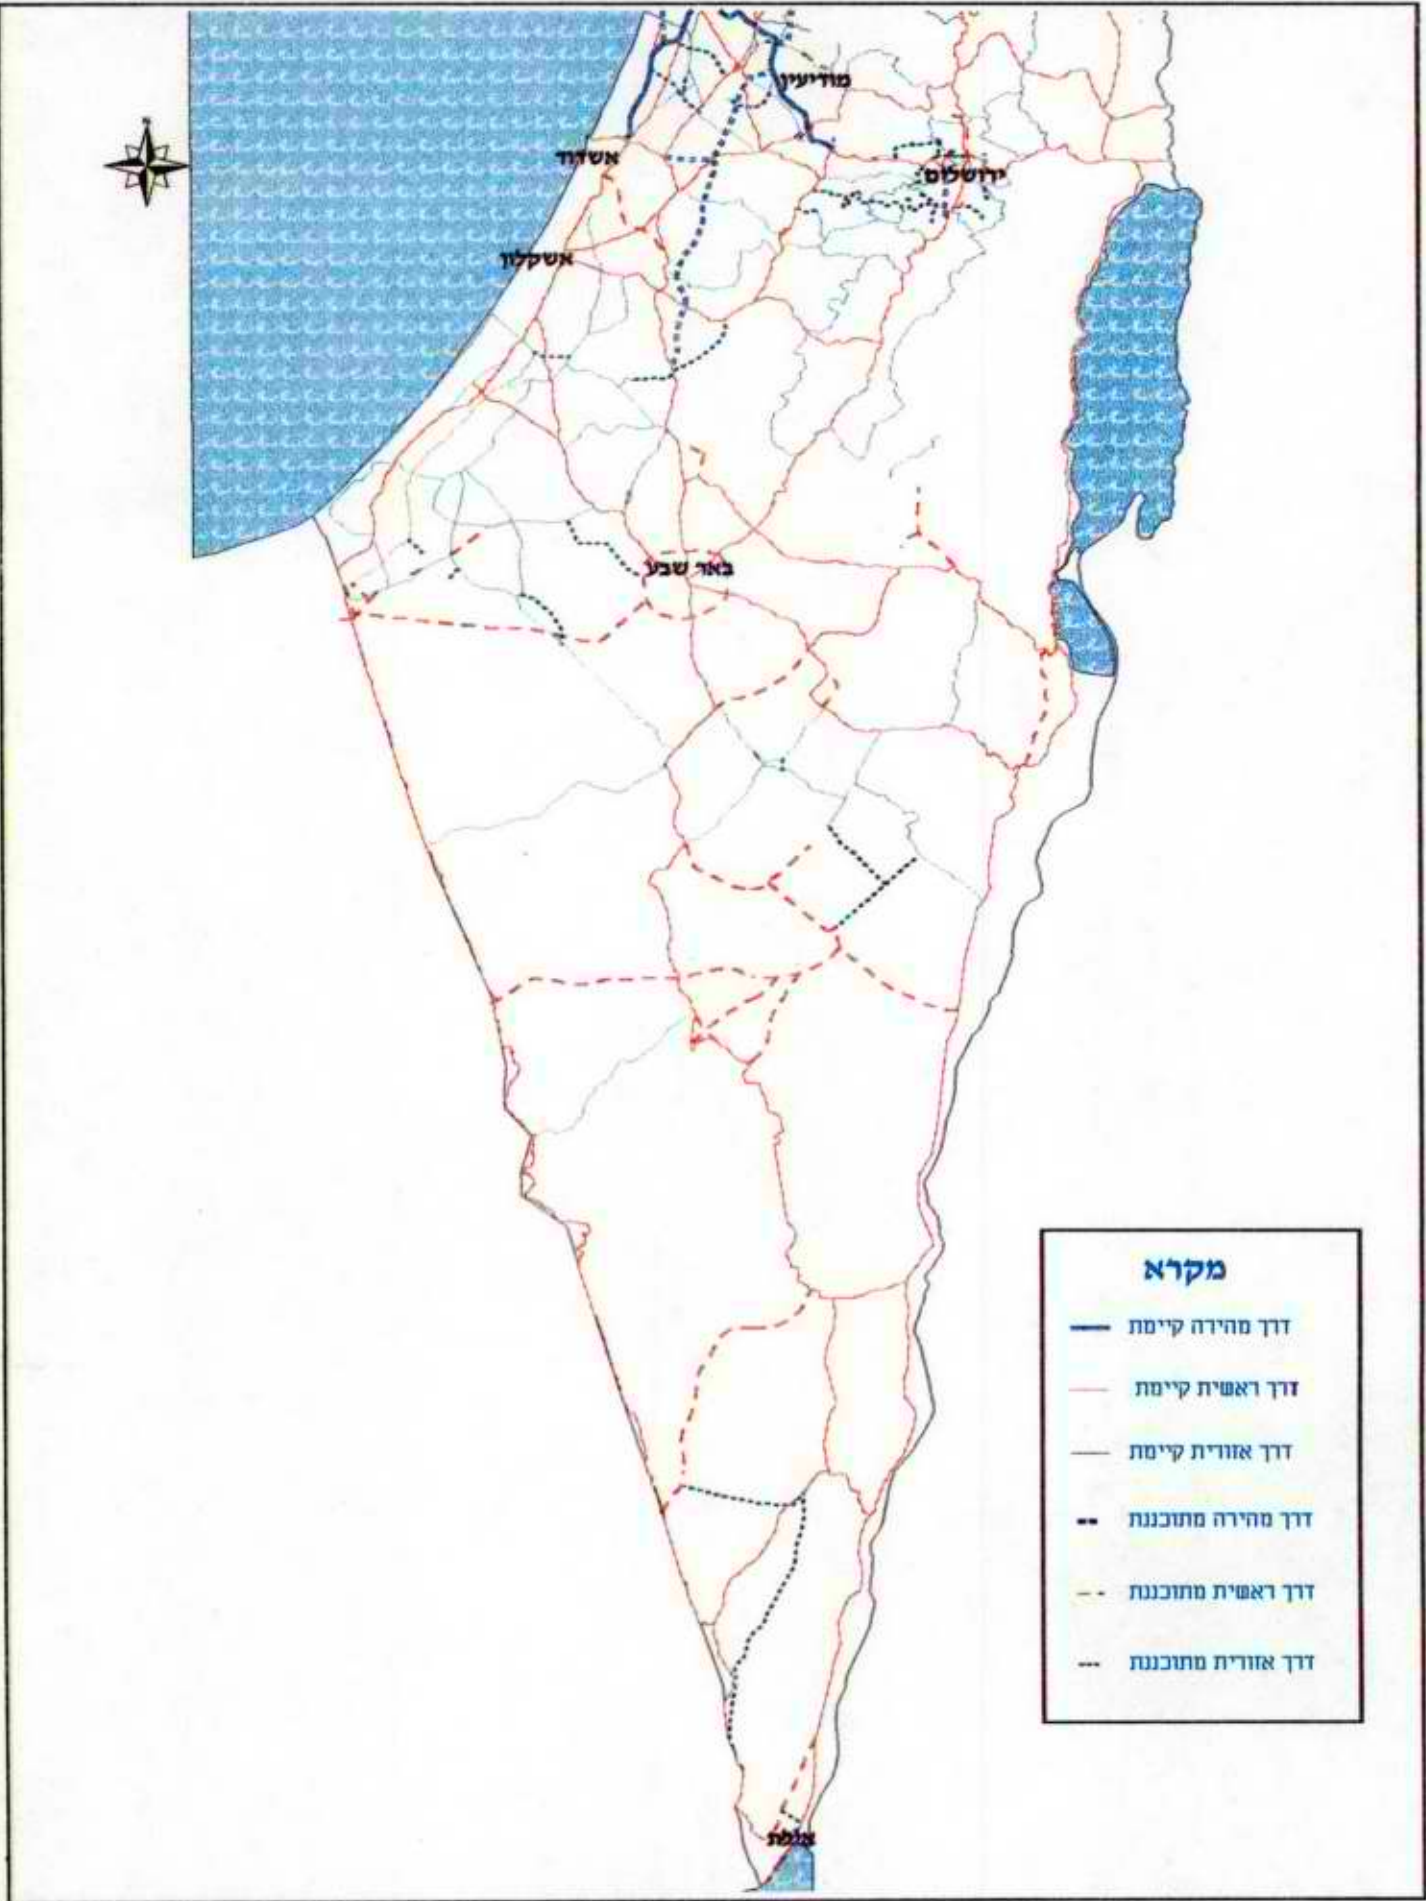 N
מודיעין
אשדוד
ירושלים
אשקלון
באר שבע
מקרא
דרך מהירה קיימת
דרך ראשית קיימת
דרך אזורית קיימת
דרך מהירה מתוכננת
דרך ראשית מתוכננת
דרך אזורית מתוכננת
אילת